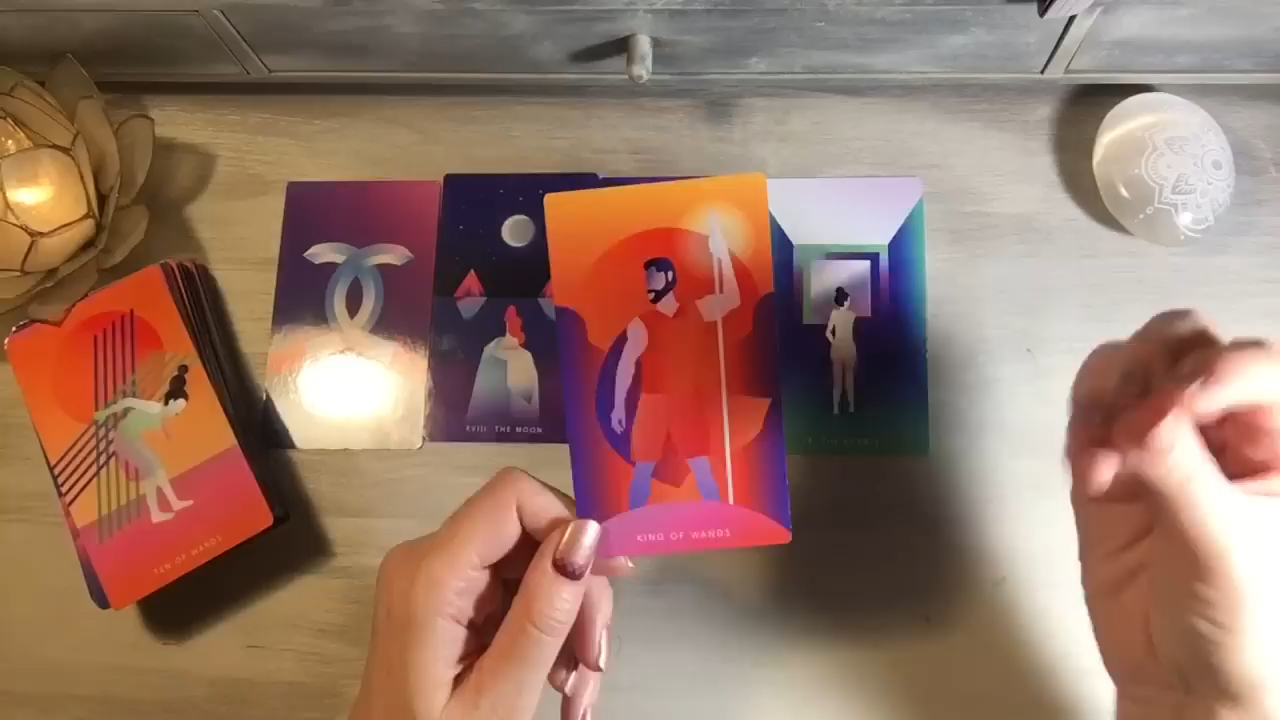 XVIII. THE MOON
KING OF WANDS
TEN OF WANDS